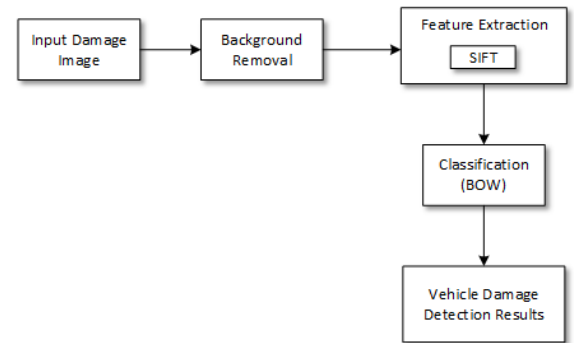 Input Damage
Image
Background
Removal
Feature Extraction
SIFT
Classification
(BOW)
Vehicle Damage
Detection Results